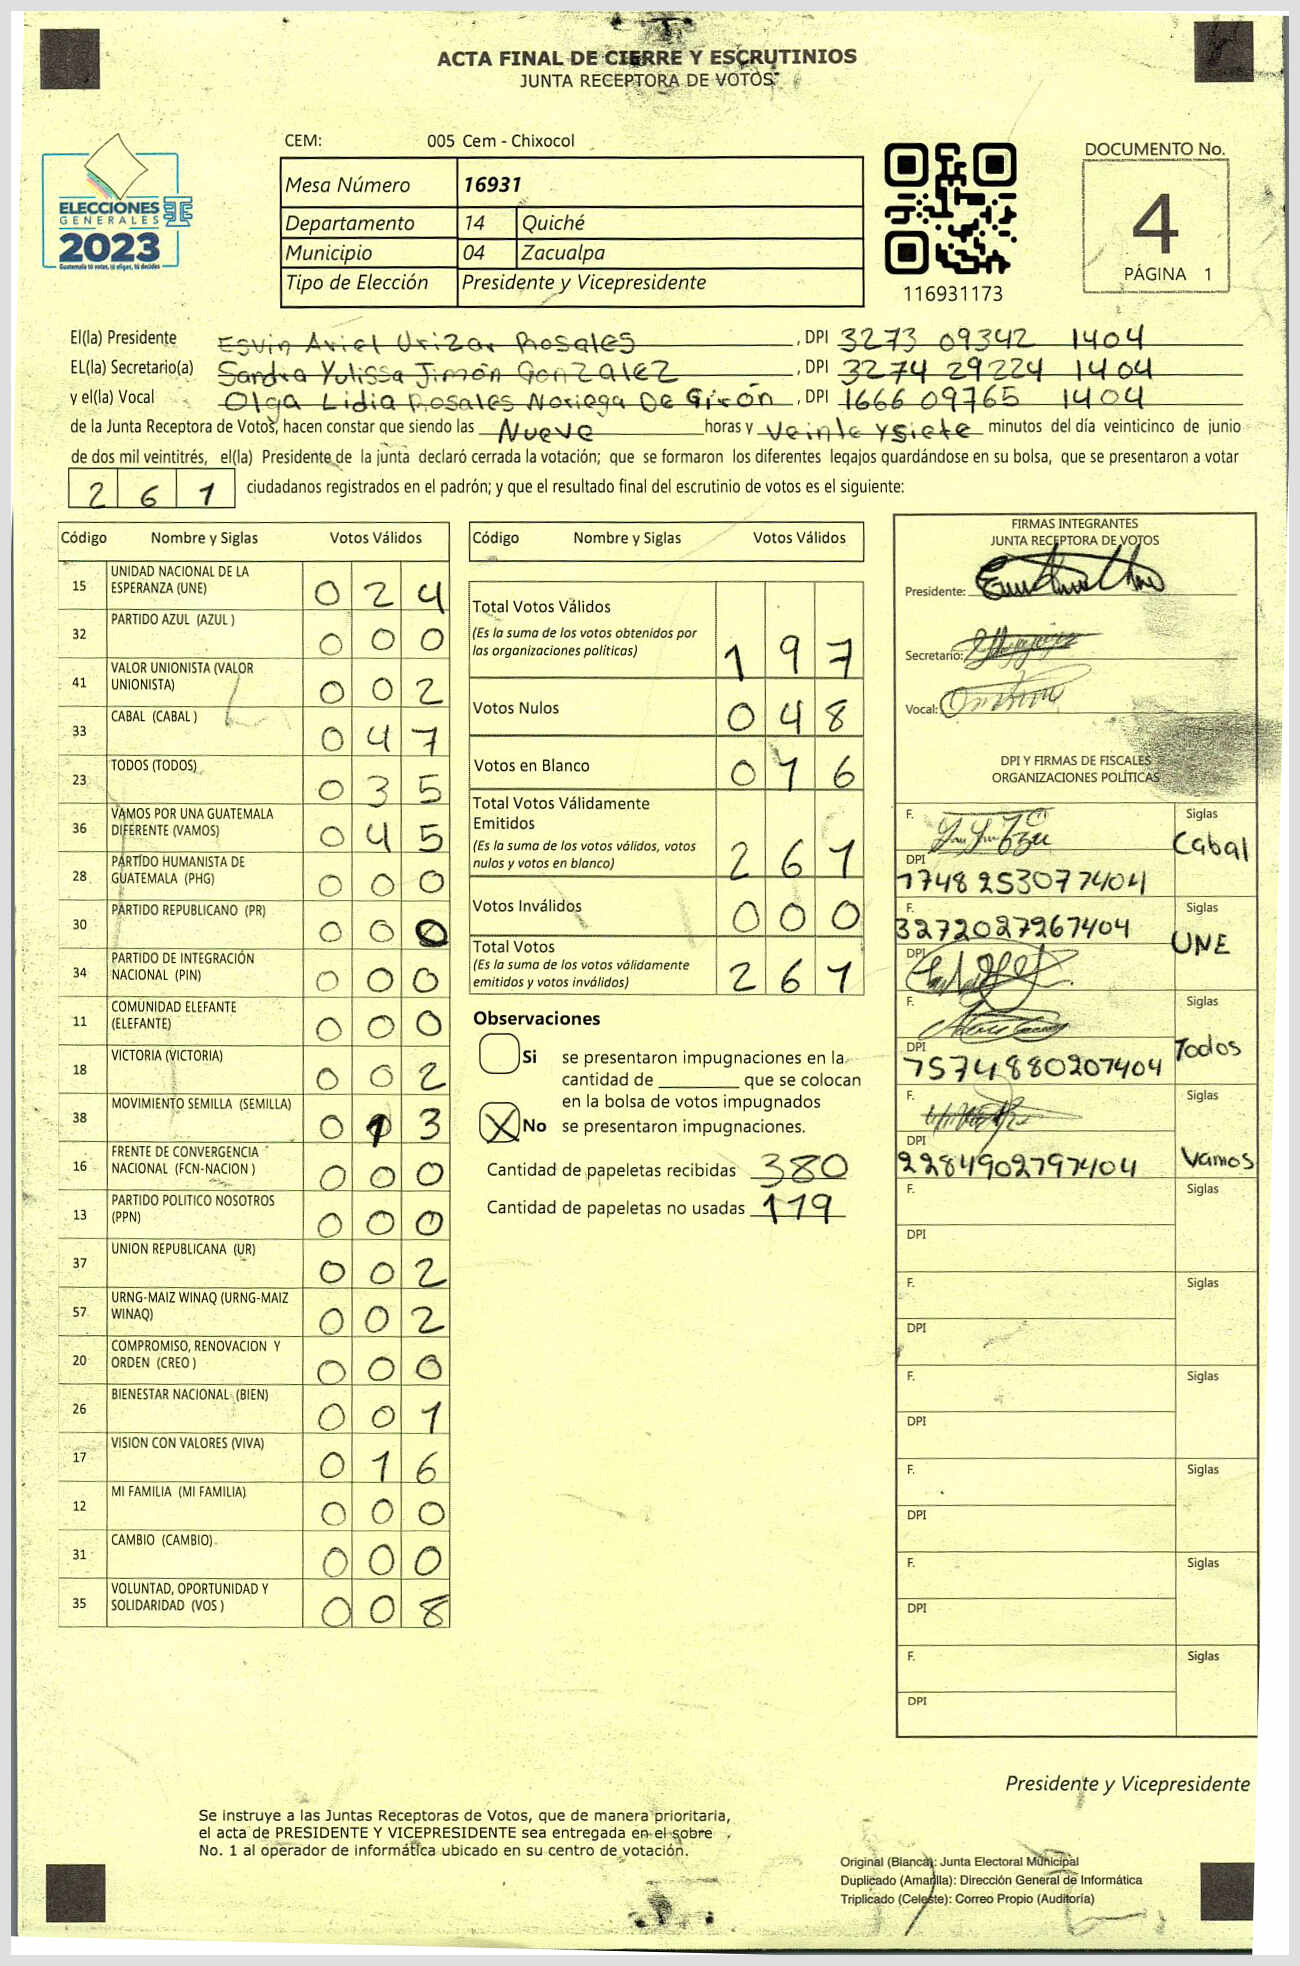 ACTA FINAL DE CIERRE Y ESCRUTINIOS
JUNTA RECEPTORA DE VOTOS
CEM: 005 Cem - Chixocol
ELECCIONES
GENERALES
2023
Guatemala tú votas, tú eliges, tú decides
Mesa Número 16931
Departamento 14 Quiché
Municipio 04 Zacualpa
Tipo de Elección Presidente y Vicepresidente
116931173
DOCUMENTO No.
4
PÁGINA 1
El(la) Presidente Esvin Ariel Urizar Rosales, DPI 3273 09342 1404
EL(la) Secretario(a) Sandra Yulissa Jimón Gonzalez, DPI 3274 29224 1404
y el(la) Vocal Olga Lidia Rosales Noriega De Girón, DPI 1666 09765 1404
de la Junta Receptora de Votos, hacen constar que siendo las Nueve horas y Veinte y siete minutos del día veinticinco de junio
de dos mil veintitrés, el(la) Presidente de la junta declaró cerrada la votación; que se formaron los diferentes legajos quardándose en su bolsa, que se presentaron a votar
261 ciudadanos registrados en el padrón; y que el resultado final del escrutinio de votos es el siguiente:
Código Nombre y Siglas Votos Válidos
15 UNIDAD NACIONAL DE LA
ESPERANZA (UNE) 0 2 4
32 PARTIDO AZUL (AZUL ) 0 0 0
41 VALOR UNIONISTA (VALOR
UNIONISTA) 0 0 2
33 CABAL (CABAL ) 0 4 7
23 TODOS (TODOS) 0 3 5
36 VAMOS POR UNA GUATEMALA
DIFERENTE (VAMOS) 0 4 5
28 PARTIDO HUMANISTA DE
GUATEMALA (PHG) 0 0 0
30 PARTIDO REPUBLICANO (PR) 0 0 0
34 PARTIDO DE INTEGRACIÓN
NACIONAL (PIN) 0 0 0
11 COMUNIDAD ELEFANTE
(ELEFANTE) 0 0 0
18 VICTORIA (VICTORIA) 0 0 2
38 MOVIMIENTO SEMILLA (SEMILLA) 0 1 3
16 FRENTE DE CONVERGENCIA
NACIONAL (FCN-NACION ) 0 0 0
13 PARTIDO POLITICO NOSOTROS
(PPN) 0 0 0
37 UNION REPUBLICANA (UR) 0 0 2
57 URNG-MAIZ WINAQ (URNG-MAIZ
WINAQ) 0 0 2
20 COMPROMISO, RENOVACION Y
ORDEN (CREO ) 0 0 0
26 BIENESTAR NACIONAL (BIEN) 0 0 1
17 VISION CON VALORES (VIVA) 0 1 6
12 MI FAMILIA (MI FAMILIA) 0 0 0
31 CAMBIO (CAMBIO) 0 0 0
35 VOLUNTAD, OPORTUNIDAD Y
SOLIDARIDAD (VOS ) 0 0 8
Código Nombre y Siglas Votos Válidos
Total Votos Válidos
(Es la suma de los votos obtenidos por
las organizaciones políticas) 1 9 7
Votos Nulos 0 4 8
Votos en Blanco 0 1 6
Total Votos Válidamente
Emitidos
(Es la suma de los votos válidos, votos
nulos y votos en blanco) 2 6 1
Votos Inválidos 0 0 0
Total Votos
(Es la suma de los votos válidamente
emitidos y votos inválidos) 2 6 1
Observaciones
Si se presentaron impugnaciones en la
cantidad de ________ que se colocan
en la bolsa de votos impugnados
X No se presentaron impugnaciones.
Cantidad de papeletas recibidas 380
Cantidad de papeletas no usadas 119
FIRMAS INTEGRANTES
JUNTA RECEPTORA DE VOTOS
Presidente:
Secretario:
Vocal:
DPI Y FIRMAS DE FISCALES
ORGANIZACIONES POLÍTICAS
F. Siglas
Cabal
DPI
1748253071404
F. Siglas
3272027261404
UNE
DPI
F. Siglas
Todos
DPI
1574880201404
F. Siglas
DPI
2284902791404 Vamos
F. Siglas
DPI
F. Siglas
DPI
F. Siglas
DPI
F. Siglas
DPI
F. Siglas
DPI
F. Siglas
DPI
Presidente y Vicepresidente
Se instruye a las Juntas Receptoras de Votos, que de manera prioritaria,
el acta de PRESIDENTE Y VICEPRESIDENTE sea entregada en el sobre
No. 1 al operador de informática ubicado en su centro de votación.
Original (Blanca): Junta Electoral Municipal
Duplicado (Amarilla): Dirección General de Informática
Triplicado (Celeste): Correo Propio (Auditoría)